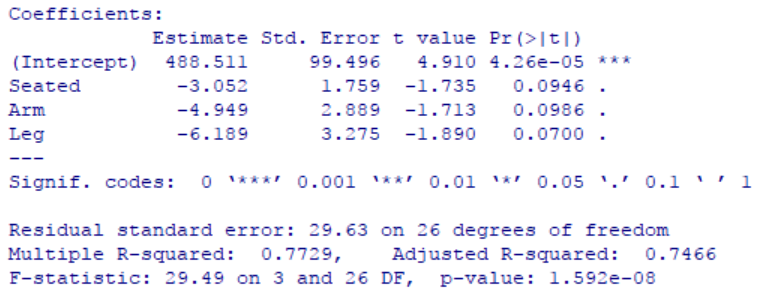 Coefficients:
            Estimate Std. Error t value Pr(>|t|)
(Intercept)  488.511     99.496   4.910 4.26e-05 ***
Seated        -3.052      1.759  -1.735   0.0946 .
Arm           -4.949      2.889  -1.713   0.0986 .
Leg           -6.189      3.275  -1.890   0.0700 .
---
Signif. codes:  0 ‘***’ 0.001 ‘**’ 0.01 ‘*’ 0.05 ‘.’ 0.1 ‘ ’ 1
Residual standard error: 29.63 on 26 degrees of freedom
Multiple R-squared:  0.7729,    Adjusted R-squared:  0.7466
F-statistic: 29.49 on 3 and 26 DF,  p-value: 1.592e-08